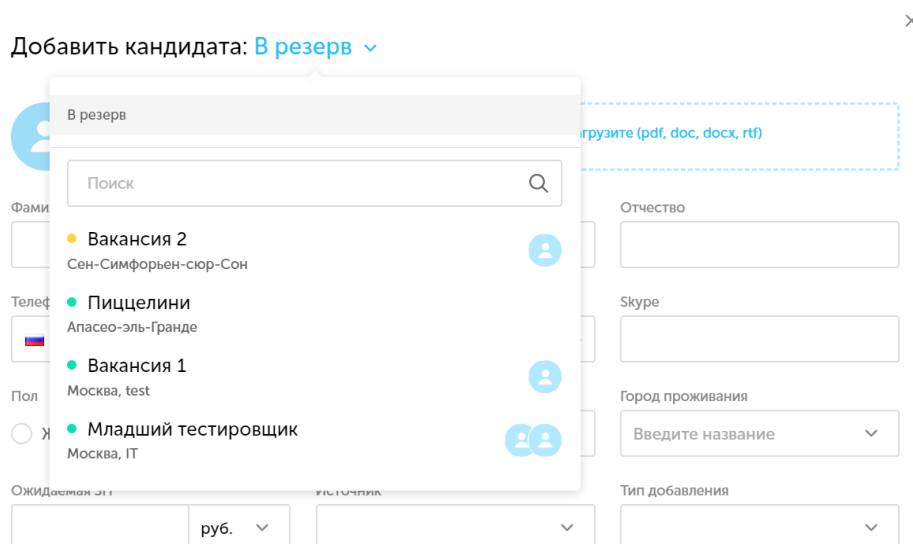 Добавить кандидата: В резерв
В резерв
(pdf, doc, docx, rtf)
Поиск
Отчество
Вакансия 2
Сен-Симфорьен-сюр-Сон
Пиццелини
Skype
Апасео-эль-Гранде
Вакансия 1
Москва, test
Пол
Город проживания
Младший тестировщик
Введите название
Москва, IT
Источник
Тип добавления
руб.